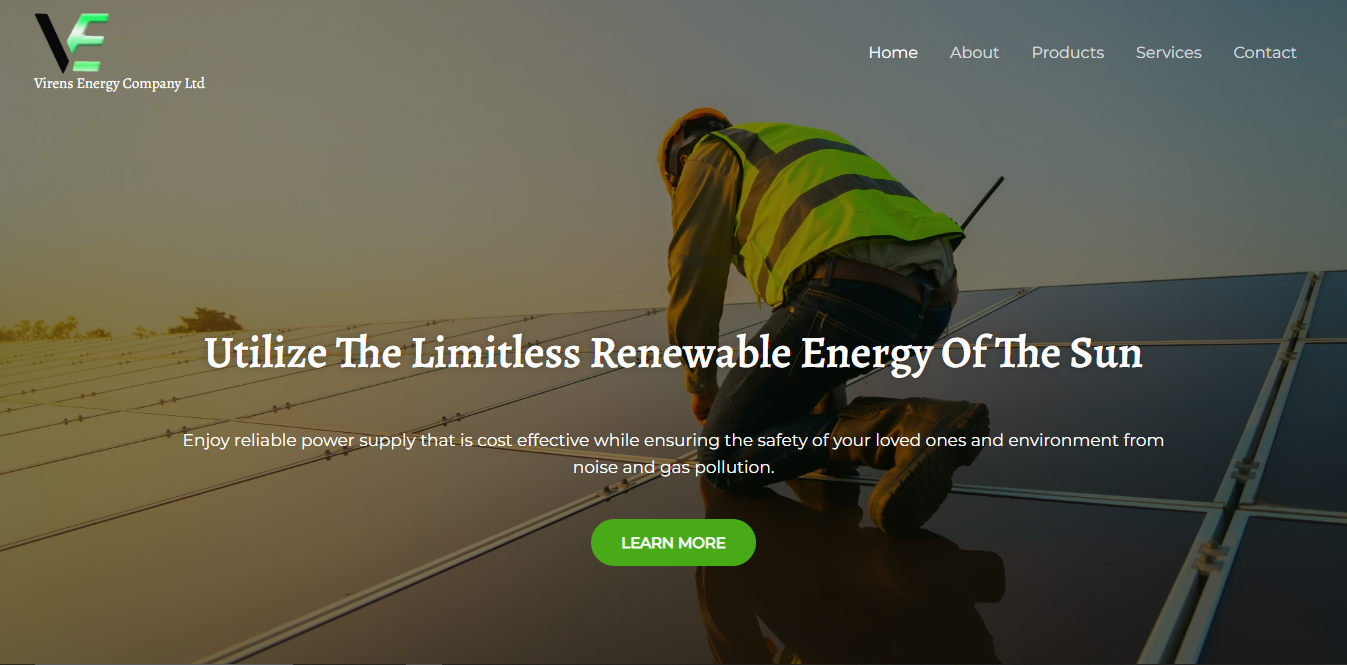 VE
Virens Energy Company Ltd
Home About Products Services Contact
Utilize The Limitless Renewable Energy Of The Sun
Enjoy reliable power supply that is cost effective while ensuring the safety of your loved ones and environment from
noise and gas pollution.
LEARN MORE